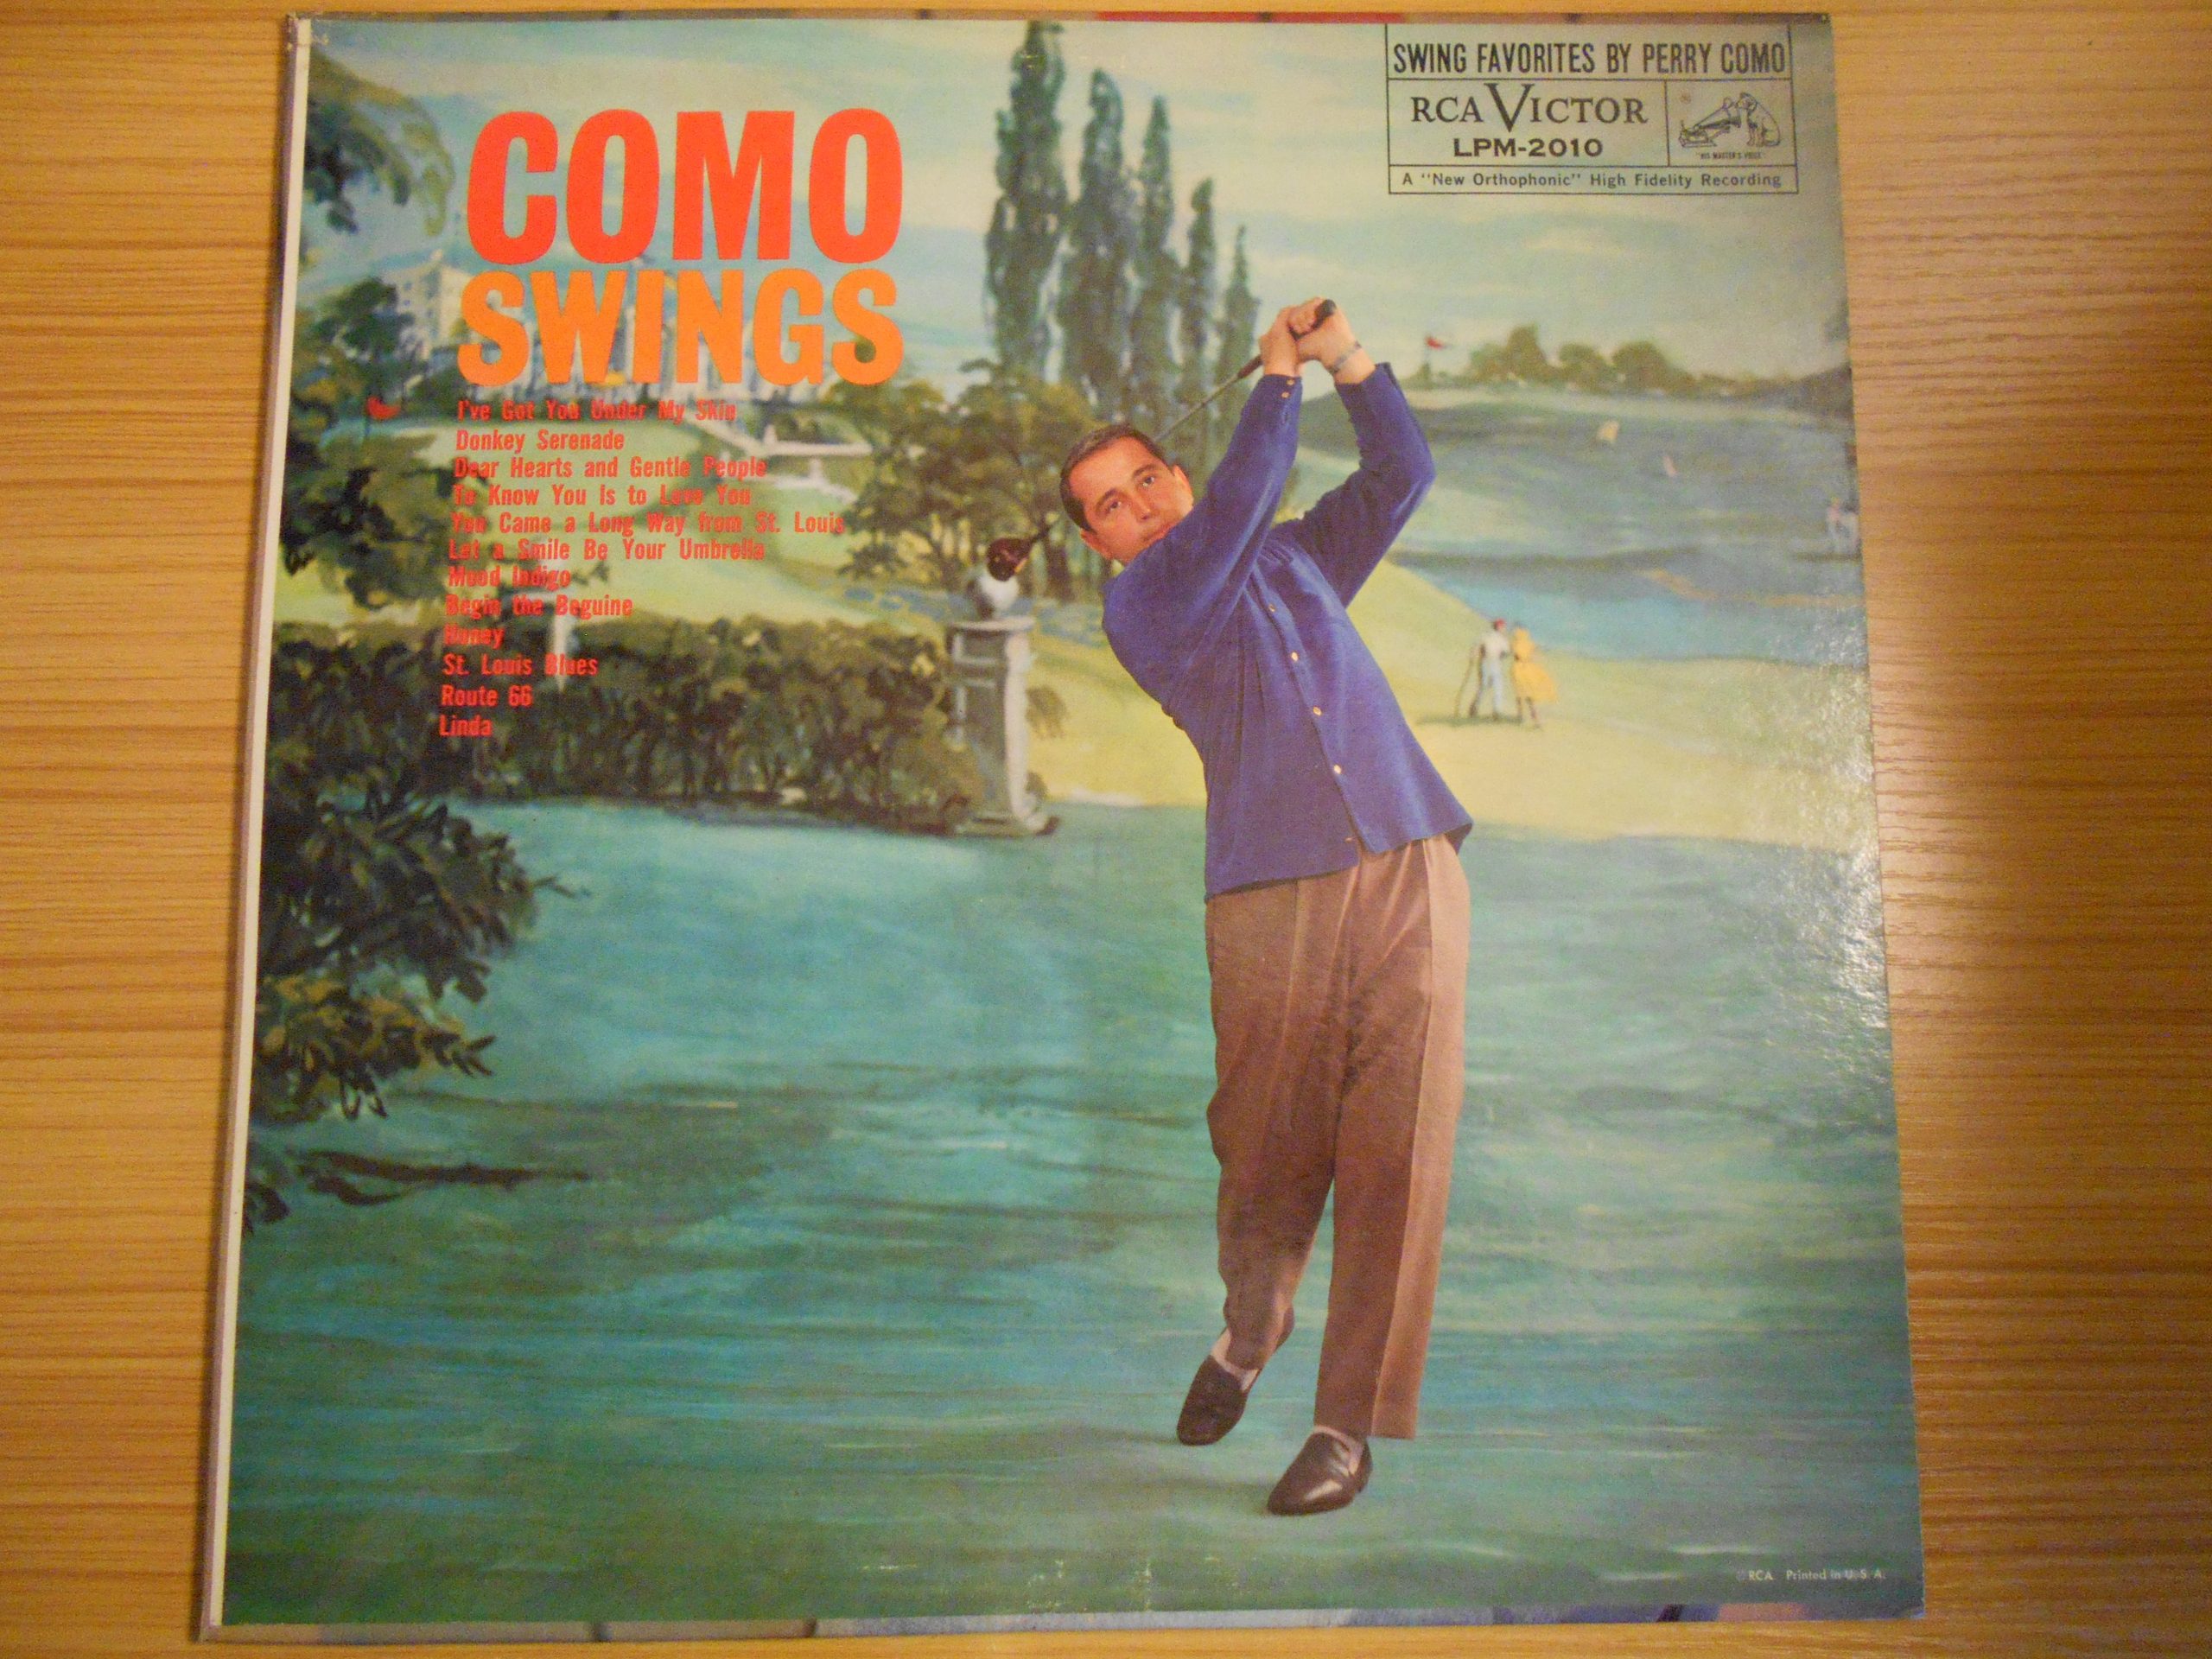 SWING FAVORITES BY PERRY COMO
RCA VICTOR
LPM-2010
"HIS MASTER'S VOICE"
A "New Orthophonic" High Fidelity Recording
COMO
SWINGS
I've Got You Under My Skin
Donkey Serenade
Dear Hearts and Gentle People
To Know You Is to Love You
You Came a Long Way from St. Louis
Let a Smile Be Your Umbrella
Mood Indigo
Begin the Beguine
Honey
St. Louis Blues
Route 66
Linda
©RCA Printed in U. S. A.